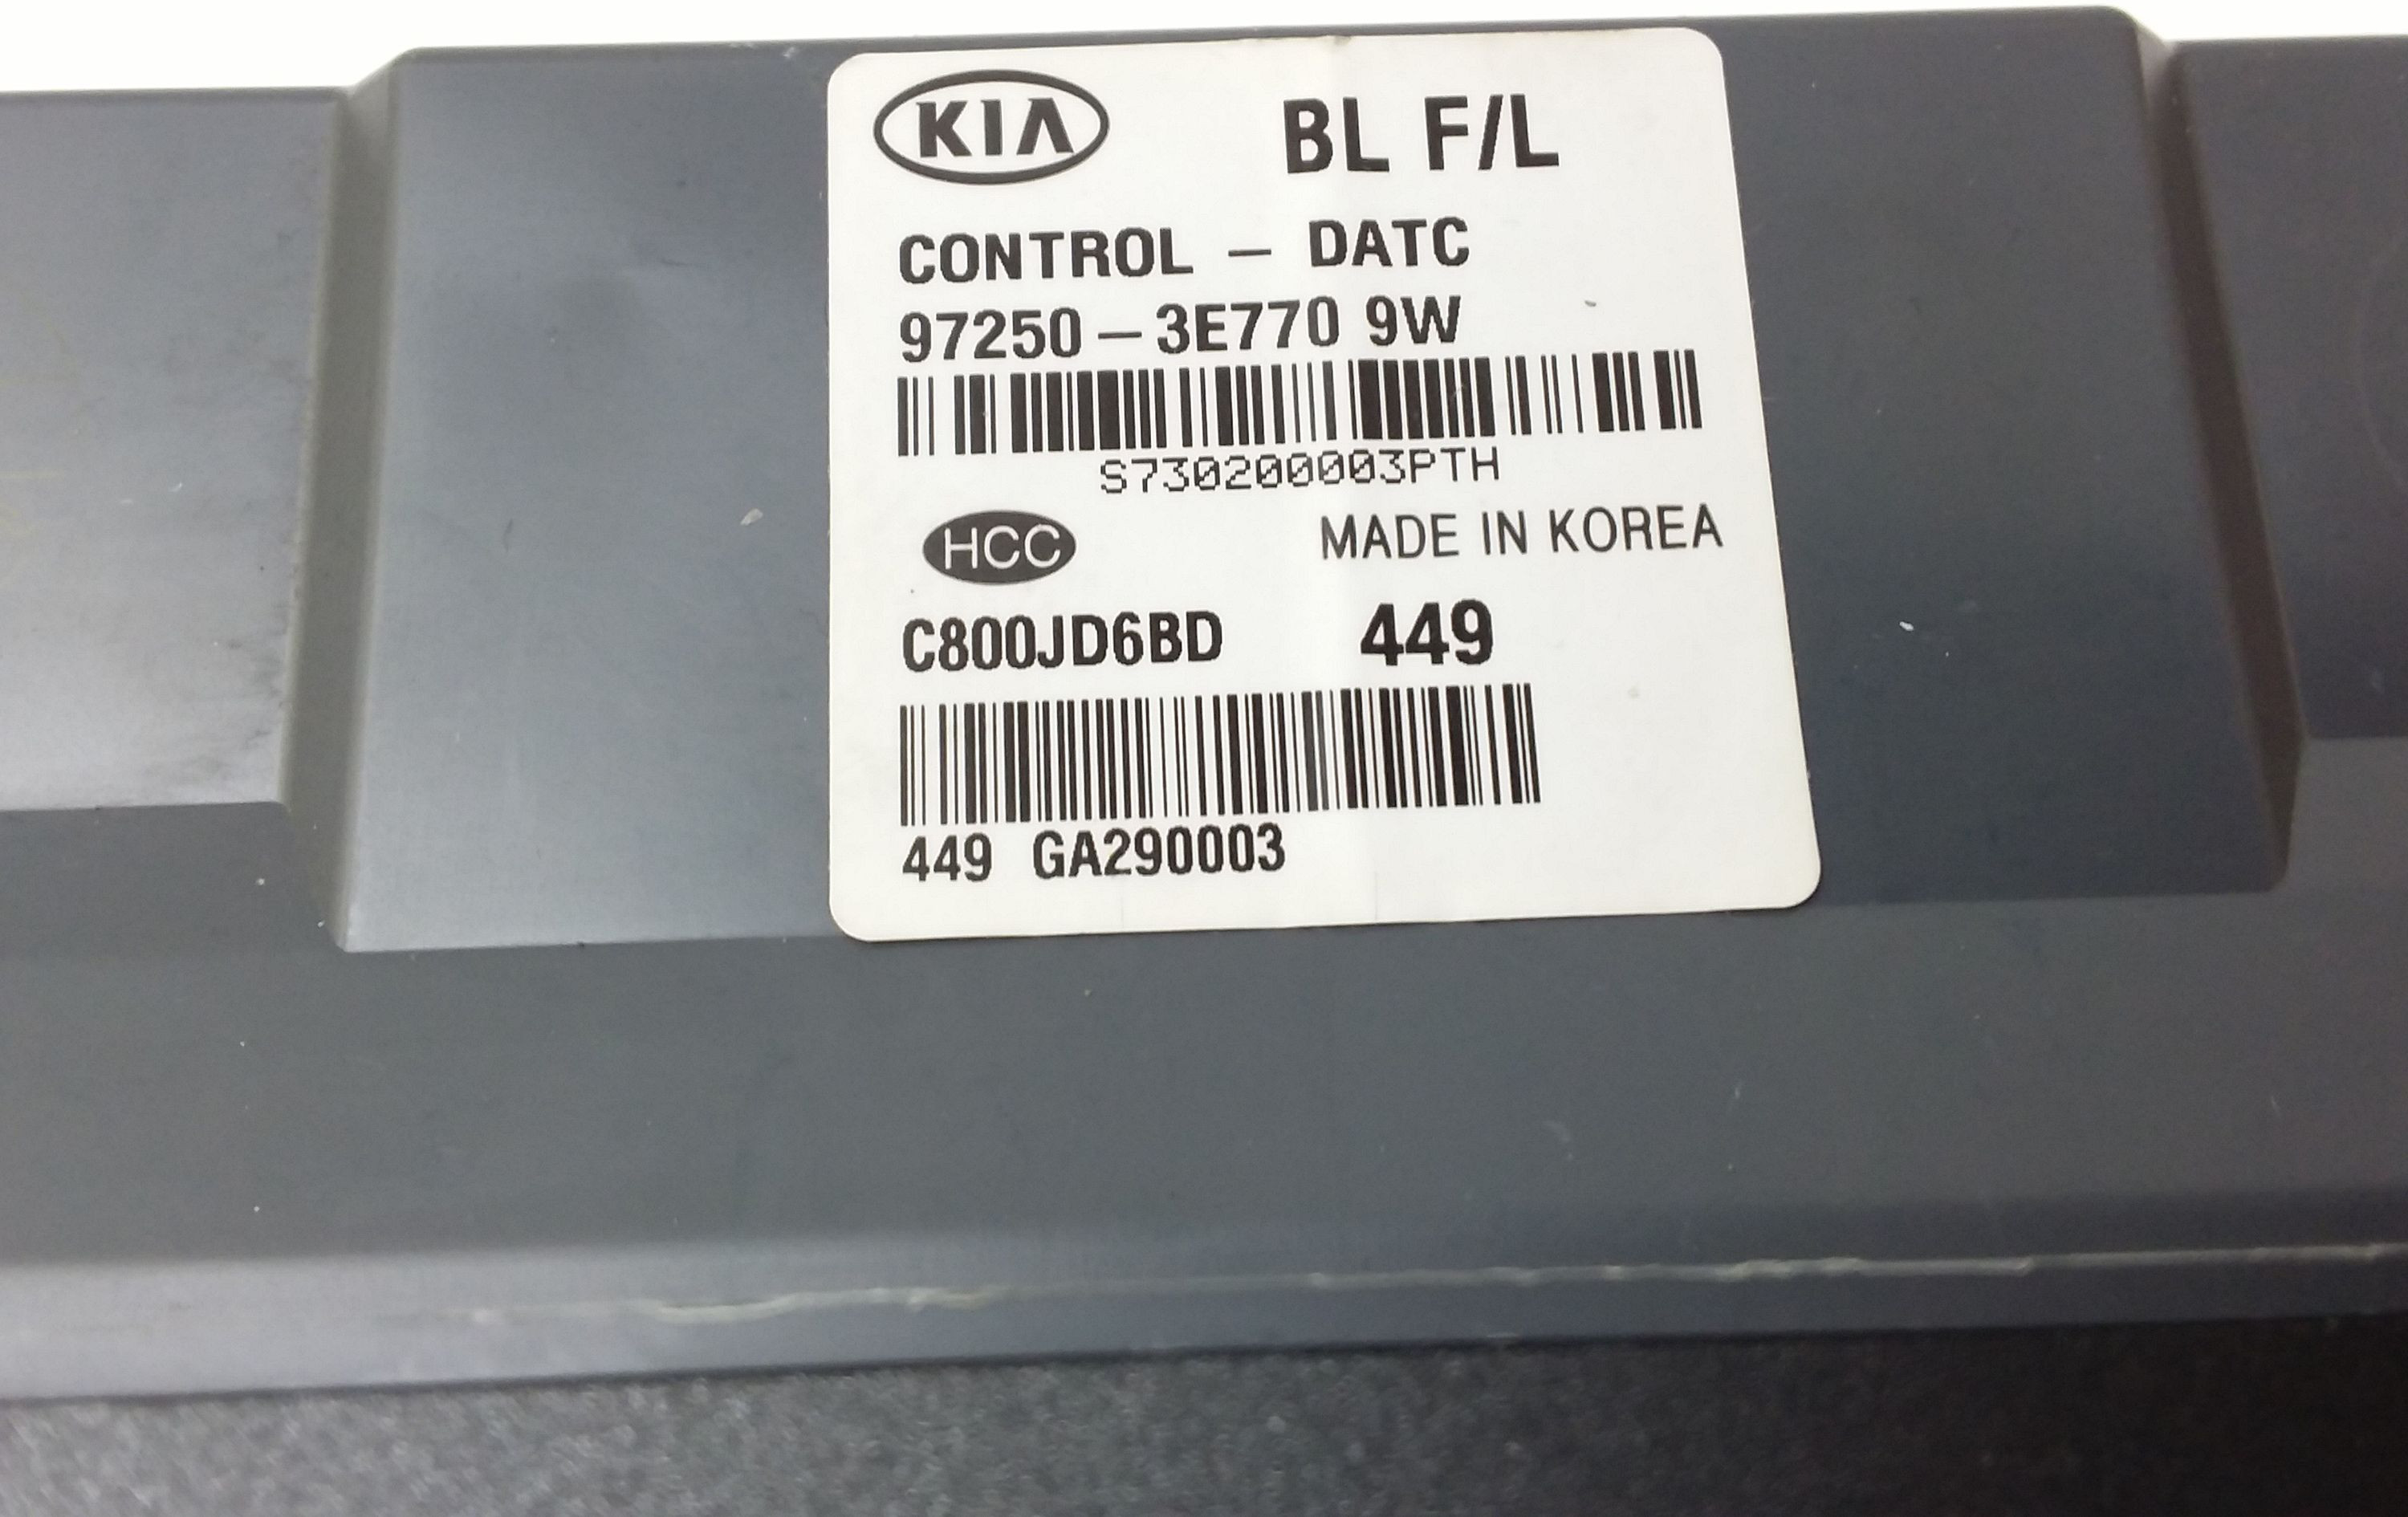 KIA BL F/L
CONTROL – DATC
97250 – 3E770 9W
S730200003PTH
HCC MADE IN KOREA
C800JD6BD 449
449 GA290003